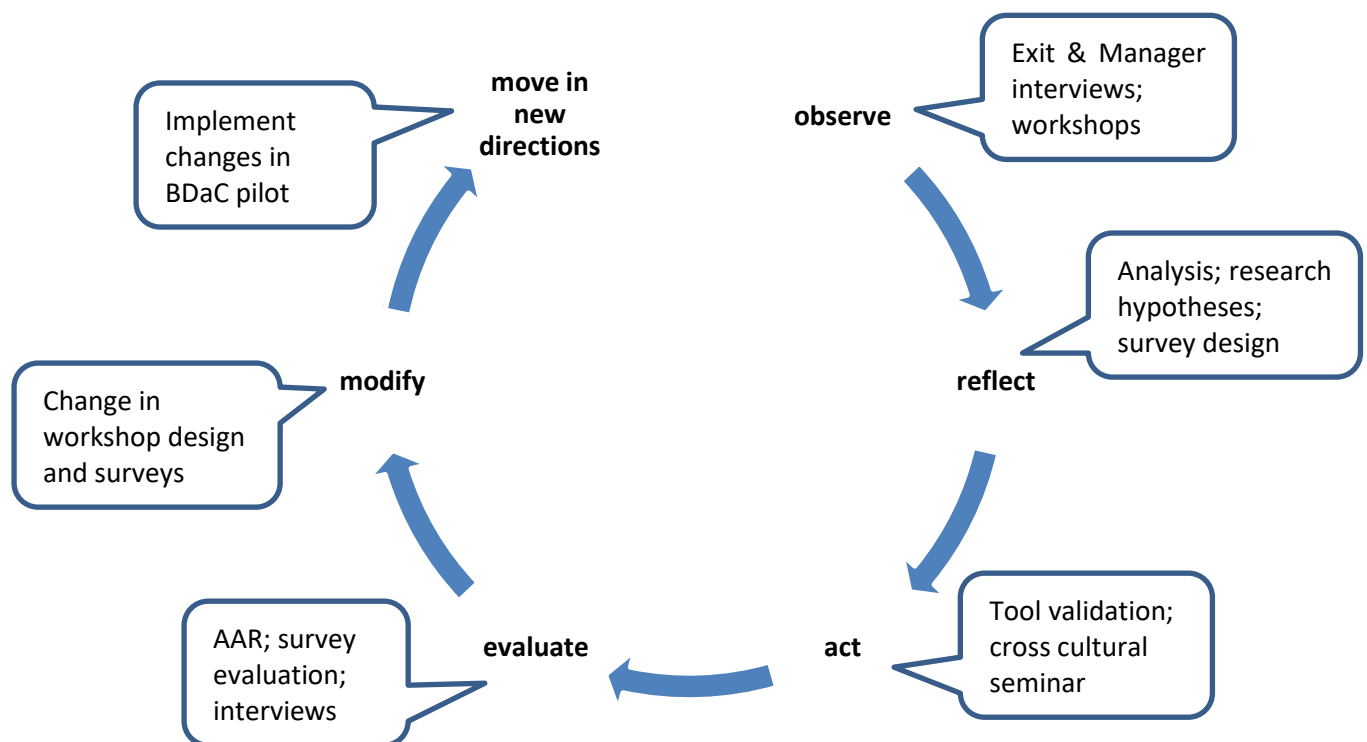 move in
new
directions
Implement
changes in
BDaC pilot
observe
Exit & Manager
interviews;
workshops
Analysis; research
hypotheses;
survey design
reflect
Tool validation;
cross cultural
seminar
act
evaluate
AAR; survey
evaluation;
interviews
modify
Change in
workshop design
and surveys